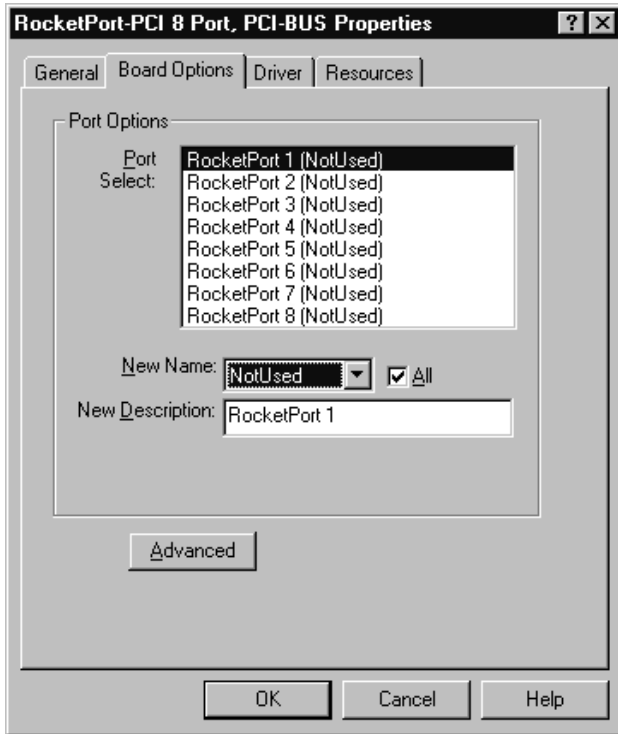 RocketPort-PCI 8 Port, PCI-BUS Properties
General Board Options Driver Resources
Port Options
Port Select:
RocketPort 1 (NotUsed)
RocketPort 2 (NotUsed)
RocketPort 3 (NotUsed)
RocketPort 4 (NotUsed)
RocketPort 5 (NotUsed)
RocketPort 6 (NotUsed)
RocketPort 7 (NotUsed)
RocketPort 8 (NotUsed)
New Name: NotUsed All
New Description: RocketPort 1
Advanced
OK Cancel Help